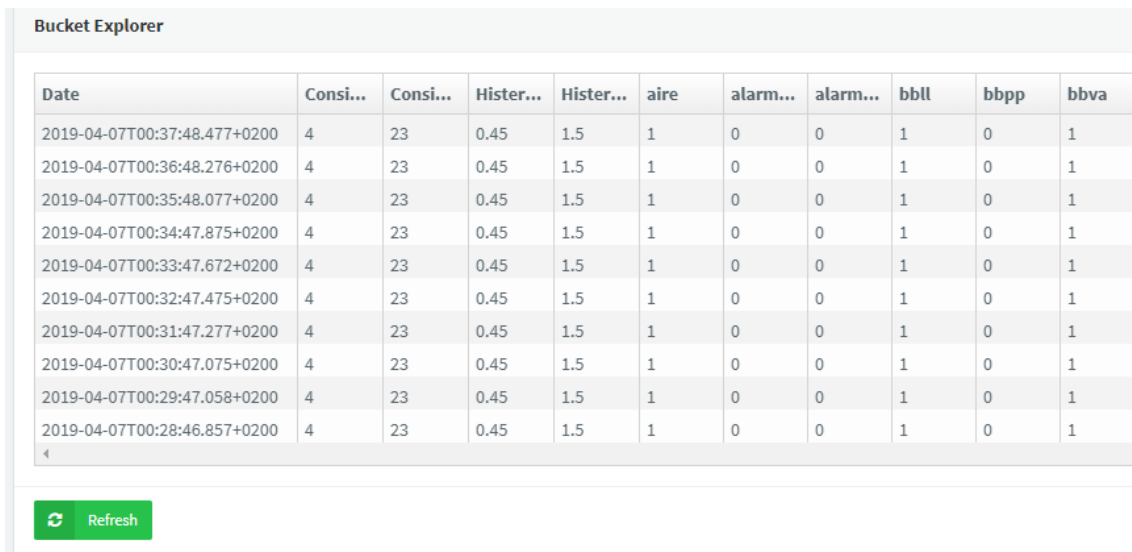 Bucket Explorer
Date Consi... Consi... Hister... Hister... aire alarm... alarm... bbll bbpp bbva
2019-04-07T00:37:48.477+0200 4 23 0.45 1.5 1 0 0 1 0 1
2019-04-07T00:36:48.276+0200 4 23 0.45 1.5 1 0 0 1 0 1
2019-04-07T00:35:48.077+0200 4 23 0.45 1.5 1 0 0 1 0 1
2019-04-07T00:34:47.875+0200 4 23 0.45 1.5 1 0 0 1 0 1
2019-04-07T00:33:47.672+0200 4 23 0.45 1.5 1 0 0 1 0 1
2019-04-07T00:32:47.475+0200 4 23 0.45 1.5 1 0 0 1 0 1
2019-04-07T00:31:47.277+0200 4 23 0.45 1.5 1 0 0 1 0 1
2019-04-07T00:30:47.075+0200 4 23 0.45 1.5 1 0 0 1 0 1
2019-04-07T00:29:47.058+0200 4 23 0.45 1.5 1 0 0 1 0 1
2019-04-07T00:28:46.857+0200 4 23 0.45 1.5 1 0 0 1 0 1
Refresh